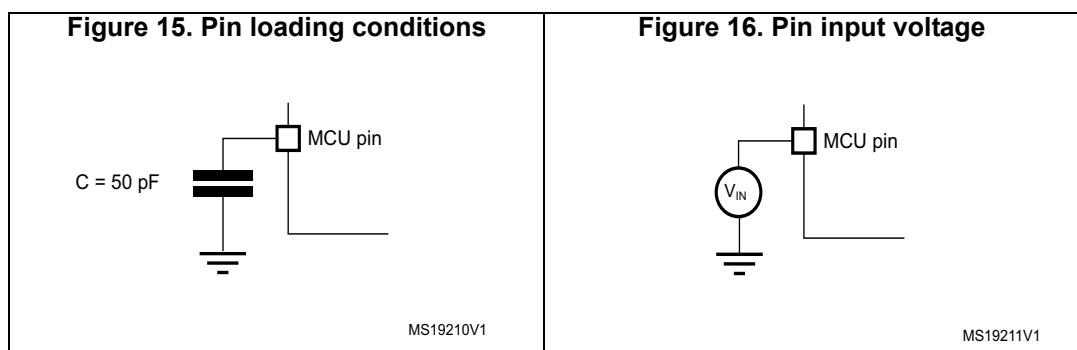 Figure 15. Pin loading conditions
MCU pin
C = 50 pF
MS19210V1
Figure 16. Pin input voltage
MCU pin
VIN
MS19211V1